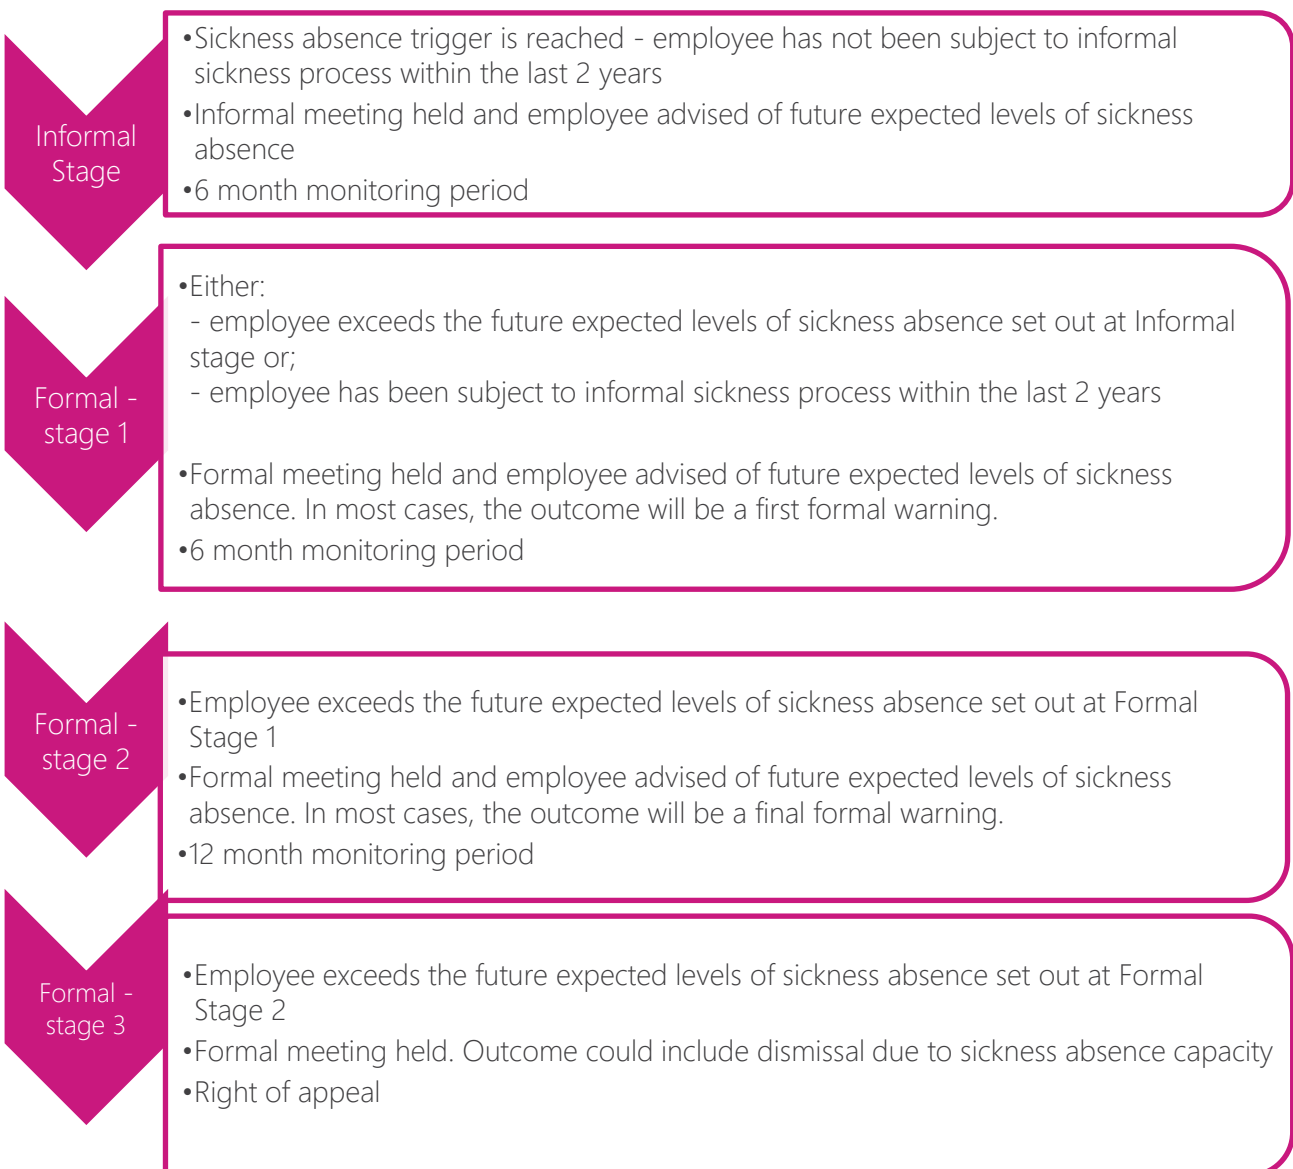 Informal
Stage
•Sickness absence trigger is reached - employee has not been subject to informal
sickness process within the last 2 years
•Informal meeting held and employee advised of future expected levels of sickness
absence
•6 month monitoring period
Formal -
stage 1
•Either:
- employee exceeds the future expected levels of sickness absence set out at Informal
stage or;
- employee has been subject to informal sickness process within the last 2 years
•Formal meeting held and employee advised of future expected levels of sickness
absence. In most cases, the outcome will be a first formal warning.
•6 month monitoring period
Formal -
stage 2
•Employee exceeds the future expected levels of sickness absence set out at Formal
Stage 1
•Formal meeting held and employee advised of future expected levels of sickness
absence. In most cases, the outcome will be a final formal warning.
•12 month monitoring period
Formal -
stage 3
•Employee exceeds the future expected levels of sickness absence set out at Formal
Stage 2
•Formal meeting held. Outcome could include dismissal due to sickness absence capacity
•Right of appeal